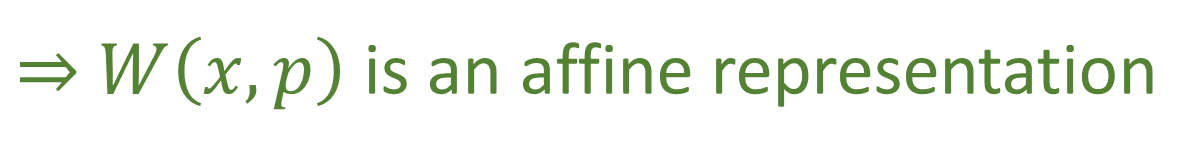 ⇒ W(x, p) is an affine representation